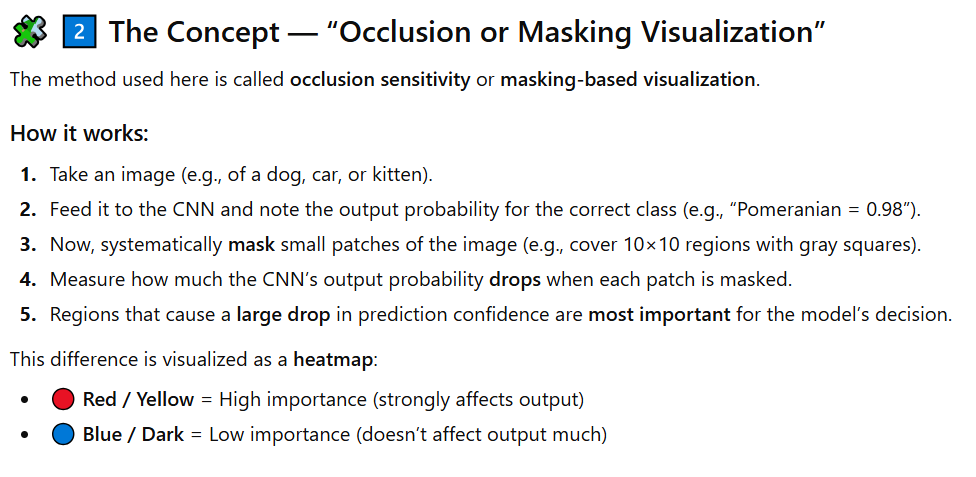 🧩 2️⃣ The Concept — “Occlusion or Masking Visualization”
The method used here is called occlusion sensitivity or masking-based visualization.
How it works:
1. Take an image (e.g., of a dog, car, or kitten).
2. Feed it to the CNN and note the output probability for the correct class (e.g., “Pomeranian = 0.98”).
3. Now, systematically mask small patches of the image (e.g., cover 10×10 regions with gray squares).
4. Measure how much the CNN’s output probability drops when each patch is masked.
5. Regions that cause a large drop in prediction confidence are most important for the model’s decision.
This difference is visualized as a heatmap:
• 🔴 Red / Yellow = High importance (strongly affects output)
• 🔵 Blue / Dark = Low importance (doesn’t affect output much)